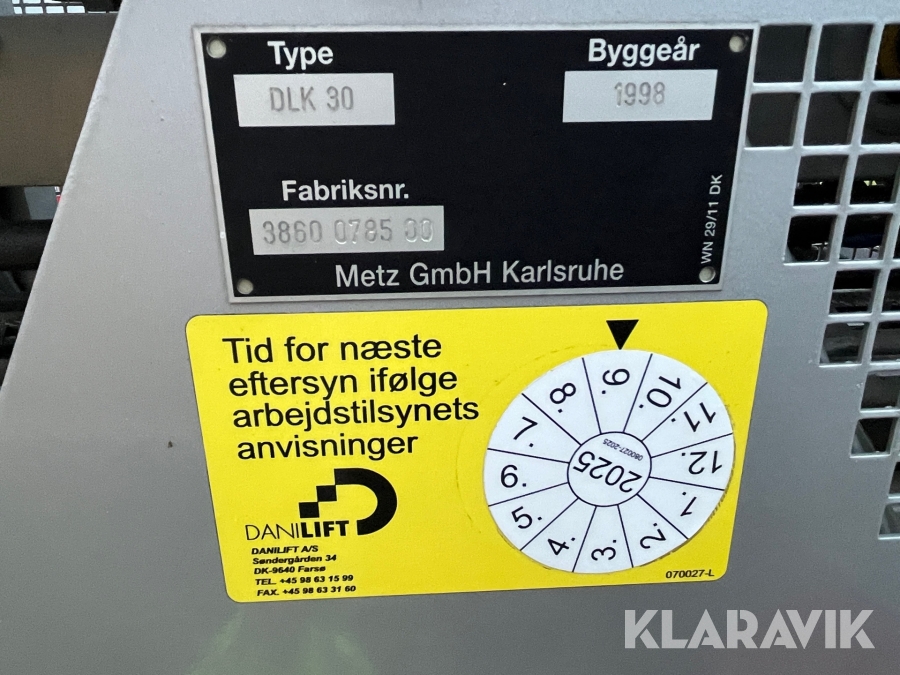 Type
Byggeår
DLK 30
1998
Fabriksnr.
3860 0785 00
WN 29/11 DK
Metz GmbH Karlsruhe
Tid for næste
eftersyn ifølge
arbejdstilsynets
anvisninger
DANILIFT
DANILIFT A/S
Søndergården 34
DK-9640 Farsø
TEL. +45 98 63 15 99
FAX. +45 98 63 31 60
9.
10.
11.
12.
1.
2.
3.
4.
5.
6.
7.
8.
2025
080027-2025
070027-L
KLARAVIK